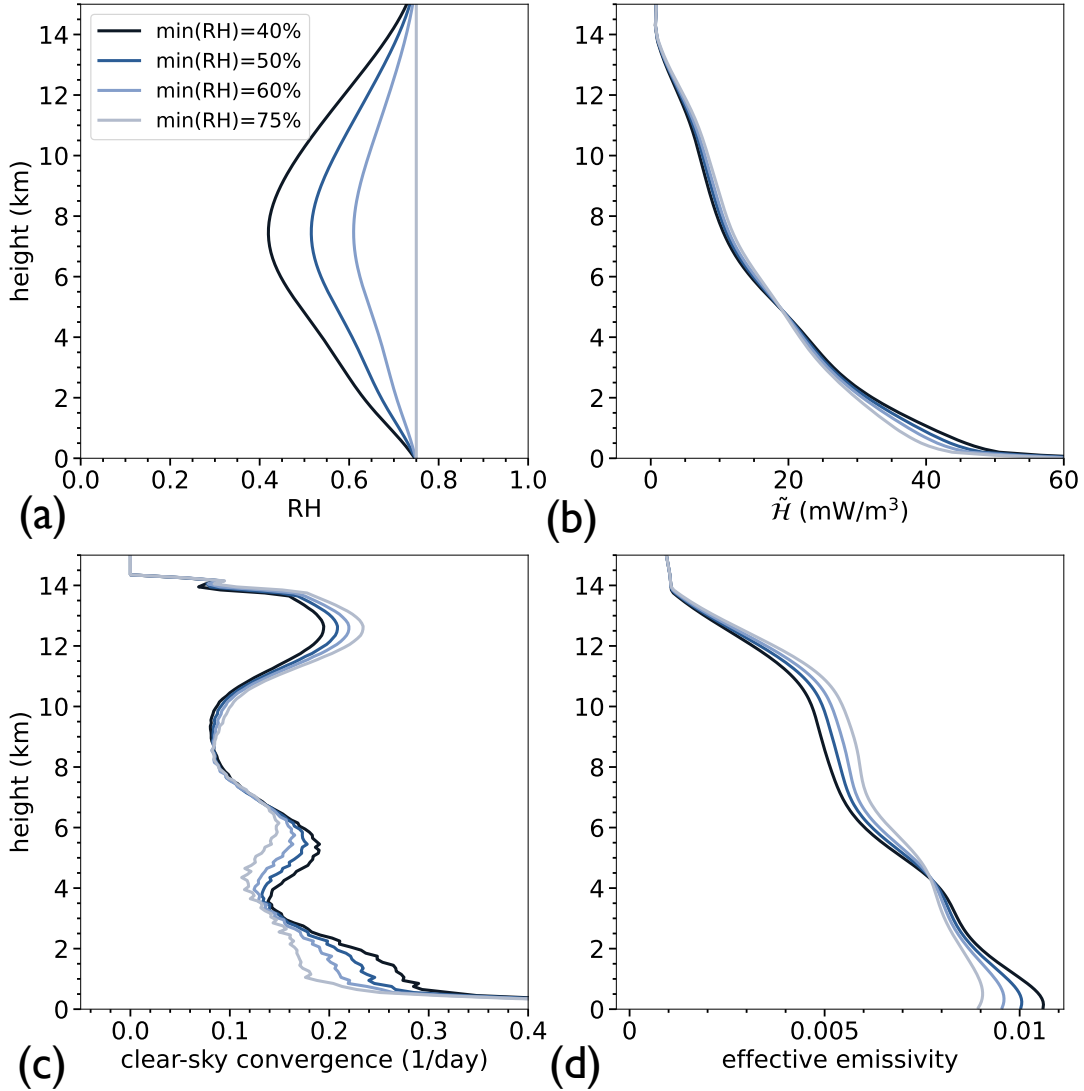 min(RH)=40%
min(RH)=50%
min(RH)=60%
min(RH)=75%
height (km)
14
12
10
8
6
4
2
0
0.0 0.2 0.4 0.6 0.8 1.0
RH
(a)
14
12
10
8
6
4
2
0
0 20 40 60
H̃ (mW/m³)
(b)
height (km)
14
12
10
8
6
4
2
0
0.0 0.1 0.2 0.3 0.4
clear-sky convergence (1/day)
(c)
14
12
10
8
6
4
2
0
0 0.005 0.01
effective emissivity
(d)